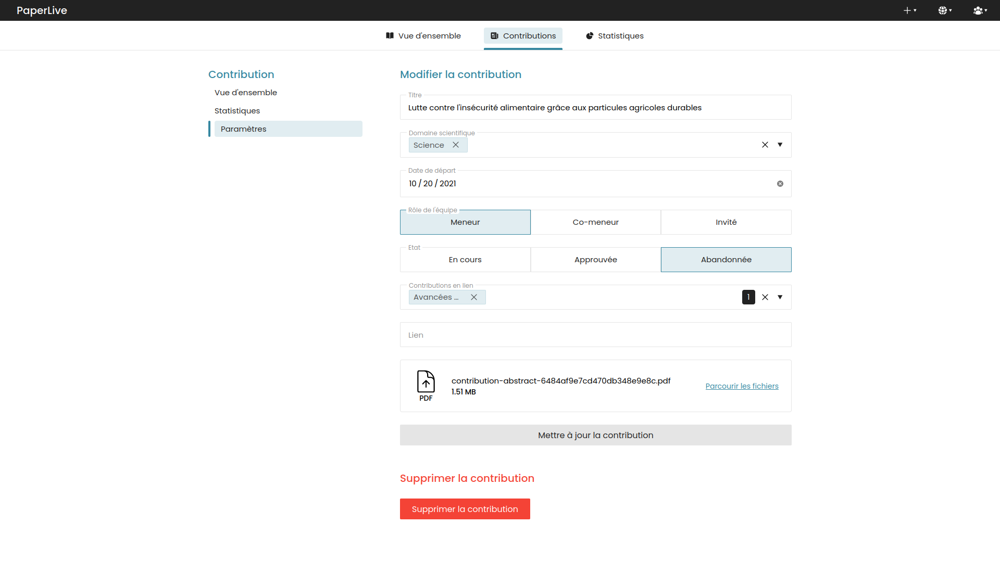 PaperLive
Vue d'ensemble
Contributions
Statistiques
Contribution
Vue d'ensemble
Statistiques
Paramètres
Modifier la contribution
Titre
Lutte contre l'insécurité alimentaire grâce aux particules agricoles durables
Domaine scientifique
Science
Date de départ
10 / 20 / 2021
Rôle de l'équipe
Meneur
Co-meneur
Invité
Etat
En cours
Approuvée
Abandonnée
Contributions en lien
Avancées ...
1
Lien
PDF
contribution-abstract-6484af9e7cd470db348e9e8c.pdf
1.51 MB
Parcourir les fichiers
Mettre à jour la contribution
Supprimer la contribution
Supprimer la contribution